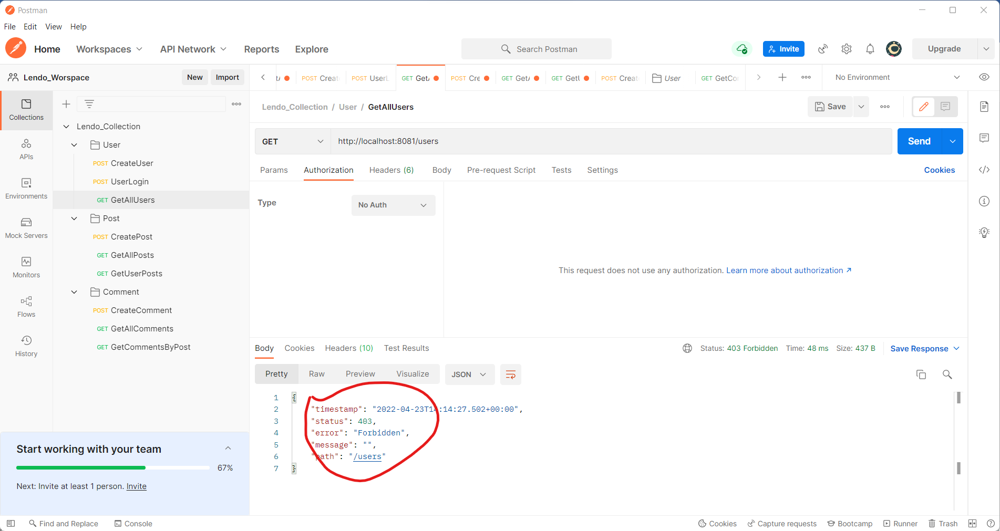 Postman
File Edit View Help
Home Workspaces API Network Reports Explore Search Postman Invite Upgrade
Lendo_Worspace New Import POST Creat POST UserL GET Get POST Cre GET Get GET Get POST Creat User GET GetCo No Environment
Collections
APIs
Environments
Mock Servers
Monitors
Flows
History
Lendo_Collection
User
POST CreateUser
POST UserLogin
GET GetAllUsers
Post
POST CreatePost
GET GetAllPosts
GET GetUserPosts
Comment
POST CreateComment
GET GetAllComments
GET GetCommentsByPost
Start working with your team
67%
Next: Invite at least 1 person. Invite
Lendo_Collection / User / GetAllUsers Save
GET http://localhost:8081/users Send
Params Authorization Headers (6) Body Pre-request Script Tests Settings Cookies
Type No Auth
This request does not use any authorization. Learn more about authorization ↗
Body Cookies Headers (10) Test Results Status: 403 Forbidden Time: 48 ms Size: 437 B Save Response
Pretty Raw Preview Visualize JSON
1 {
2 "timestamp": "2022-04-23T14:14:27.502+00:00",
3 "status": 403,
4 "error": "Forbidden",
5 "message": "",
6 "path": "/users"
7 }
Find and Replace Console Cookies Capture requests Bootcamp Runner Trash